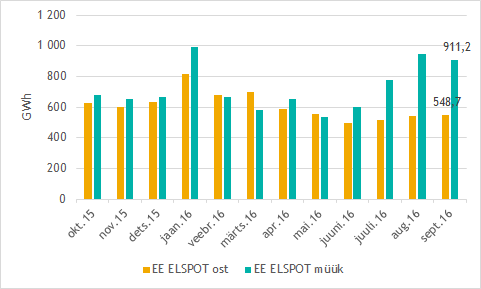 1 200
1 000
800
600
400
200
0
GWh
911,2
548,7
okt.15
nov.15
dets.15
jaan.16
veebr.16
märts.16
apr.16
mai.16
juuni.16
juuli.16
aug.16
sept.16
EE ELSPOT ost
EE ELSPOT müük